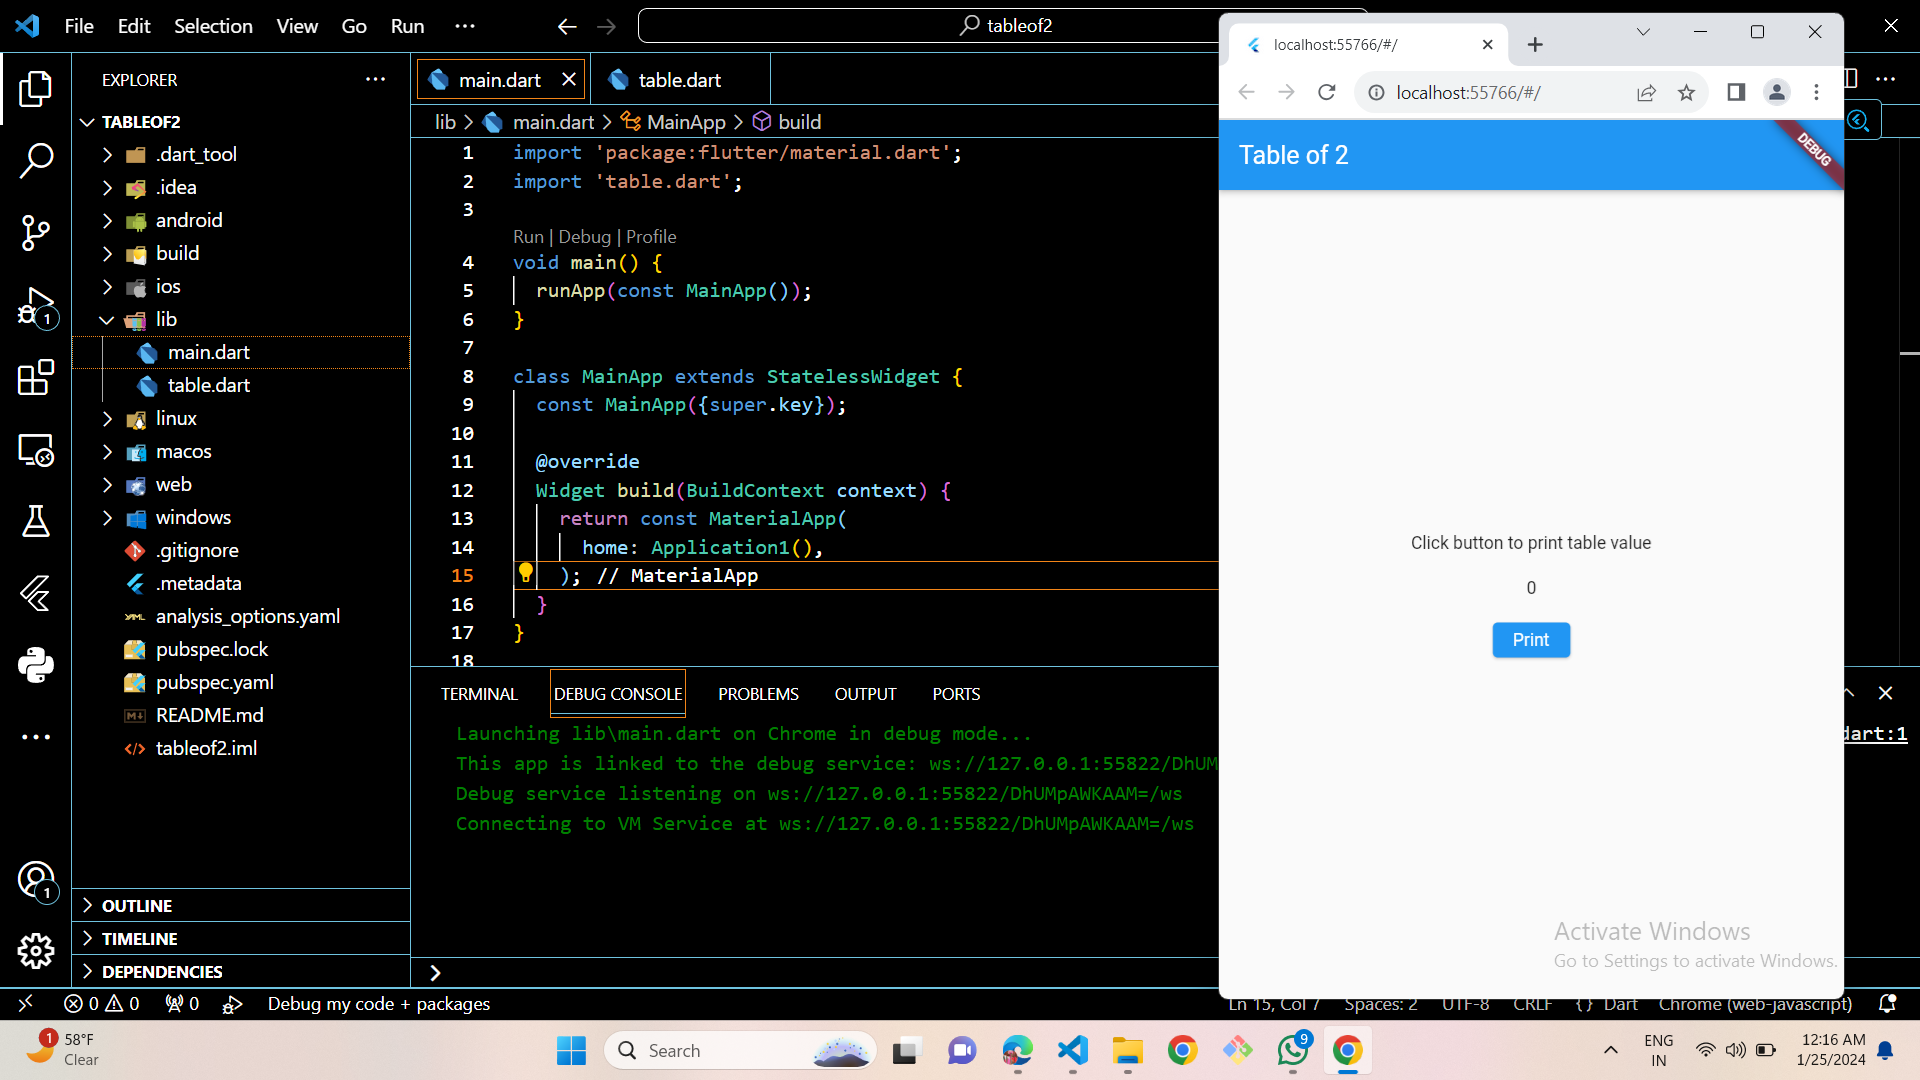 File Edit Selection View Go Run ···
tableof2
EXPLORER
TABLEOF2
.dart_tool
.idea
android
build
ios
lib
main.dart
table.dart
linux
macos
web
windows
.gitignore
.metadata
analysis_options.yaml
pubspec.lock
pubspec.yaml
README.md
tableof2.iml
OUTLINE
TIMELINE
DEPENDENCIES
1
1
main.dart
table.dart
lib > main.dart > MainApp > build
1 import 'package:flutter/material.dart';
2 import 'table.dart';
3
Run | Debug | Profile
4 void main() {
5 runApp(const MainApp());
6 }
7
8 class MainApp extends StatelessWidget {
9 const MainApp({super.key});
10
11 @override
12 Widget build(BuildContext context) {
13 return const MaterialApp(
14 home: Application1(),
15 ); // MaterialApp
16 }
17 }
18
TERMINAL DEBUG CONSOLE PROBLEMS OUTPUT PORTS
Launching lib\main.dart on Chrome in debug mode...
This app is linked to the debug service: ws://127.0.0.1:55822/DhUM
Debug service listening on ws://127.0.0.1:55822/DhUMpAWKAAM=/ws
Connecting to VM Service at ws://127.0.0.1:55822/DhUMpAWKAAM=/ws
dart:1
>
localhost:55766/#/
localhost:55766/#/
Table of 2
DEBUG
Click button to print table value
0
Print
Activate Windows
Go to Settings to activate Windows.
0 0 0 Debug my code + packages
Ln 15, Col 7 Spaces: 2 UTF-8 CRLF {} Dart Chrome (web-javascript)
1
58°F
Clear
Search
9
ENG
IN
12:16 AM
1/25/2024